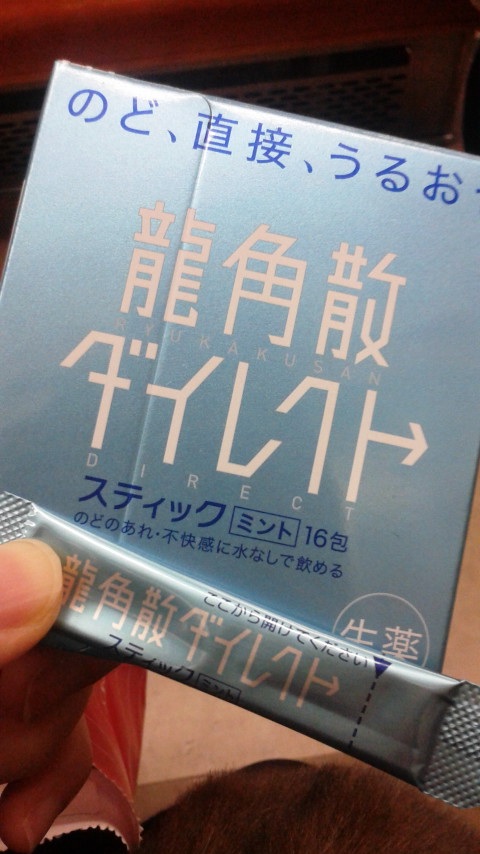 のど、直接、うるお
龍角散
RYUKAKUSAN
ダイレクト
DIRECT
スティック ミント 16包
のどのあれ・不快感に水なしで飲める
生薬
ここから開けてください
龍角散ダイレクト
スティック ミント